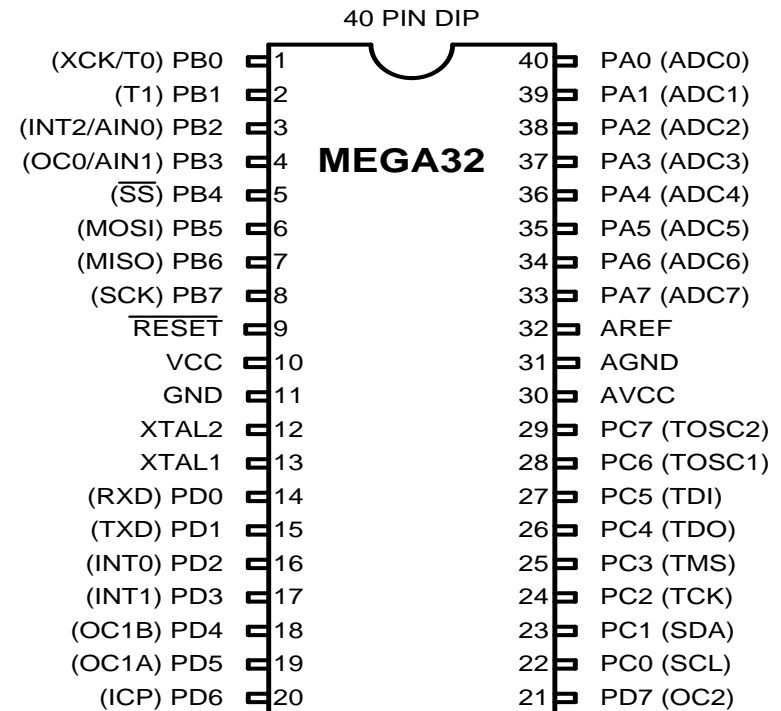 40 PIN DIP
(XCK/T0) PB0 1 40 PA0 (ADC0)
(T1) PB1 2 39 PA1 (ADC1)
(INT2/AIN0) PB2 3 38 PA2 (ADC2)
(OC0/AIN1) PB3 4 MEGA32 37 PA3 (ADC3)
(S̅S̅) PB4 5 36 PA4 (ADC4)
(MOSI) PB5 6 35 PA5 (ADC5)
(MISO) PB6 7 34 PA6 (ADC6)
(SCK) PB7 8 33 PA7 (ADC7)
R̅E̅S̅E̅T̅ 9 32 AREF
VCC 10 31 AGND
GND 11 30 AVCC
XTAL2 12 29 PC7 (TOSC2)
XTAL1 13 28 PC6 (TOSC1)
(RXD) PD0 14 27 PC5 (TDI)
(TXD) PD1 15 26 PC4 (TDO)
(INT0) PD2 16 25 PC3 (TMS)
(INT1) PD3 17 24 PC2 (TCK)
(OC1B) PD4 18 23 PC1 (SDA)
(OC1A) PD5 19 22 PC0 (SCL)
(ICP) PD6 20 21 PD7 (OC2)